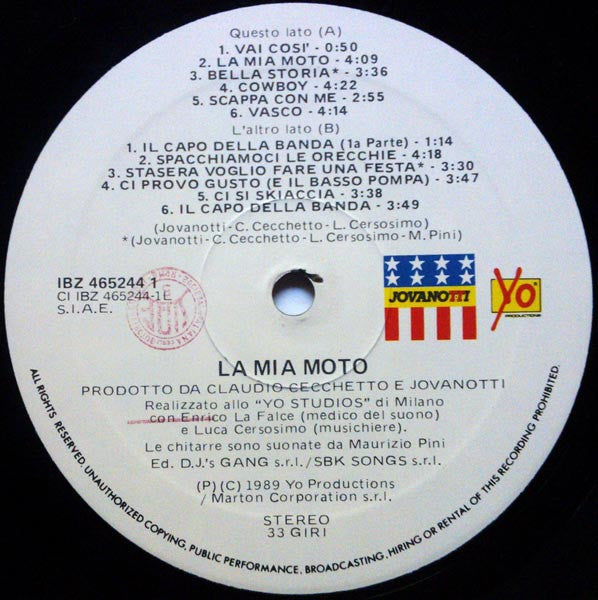 Questo lato (A)
1. VAI COSI' - 0:50
2. LA MIA MOTO - 4:09
3. BELLA STORIA* - 3:36
4. COWBOY - 4:22
5. SCAPPA CON ME - 2:55
6. VASCO - 4:14
L'altro lato (B)
1. IL CAPO DELLA BANDA (1a Parte) - 1:14
2. SPACCHIAMOCI LE ORECCHIE - 4:18
3. STASERA VOGLIO FARE UNA FESTA* - 3:30
4. CI PROVO GUSTO (E IL BASSO POMPA) - 3:47
5. CI SI SKIACCIA - 3:38
6. IL CAPO DELLA BANDA - 3:49
(Jovanotti - C. Cecchetto - L. Cersosimo)
*(Jovanotti - C. Cecchetto - L. Cersosimo - M. Pini)
IBZ 465244 1
CI IBZ 465244-1E
S.I.A.E.
JOVANOTTI
Yo
PRODUCTIONS
LA MIA MOTO
PRODOTTO DA CLAUDIO CECCHETTO E JOVANOTTI
Realizzato allo "YO STUDIOS" di Milano
con Enrico La Falce (medico del suono)
e Luca Cersosimo (musichiere).
Le chitarre sono suonate da Maurizio Pini
Ed. D.J.'s GANG s.r.l./SBK SONGS s.r.l.
(P)(C) 1989 Yo Productions
/ Marton Corporation s.r.l.
STEREO
33 GIRI
ALL RIGHTS RESERVED. UNAUTHORIZED COPYING, PUBLIC PERFORMANCE, BROADCASTING, HIRING OR RENTAL OF THIS RECORDING PROHIBITED.